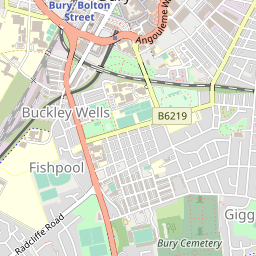 Bury, Bolton
Street
Angouleme Way
Buckley Wells
B6219
Fishpool
Radcliffe Road
Gigg
Bury Cemetery